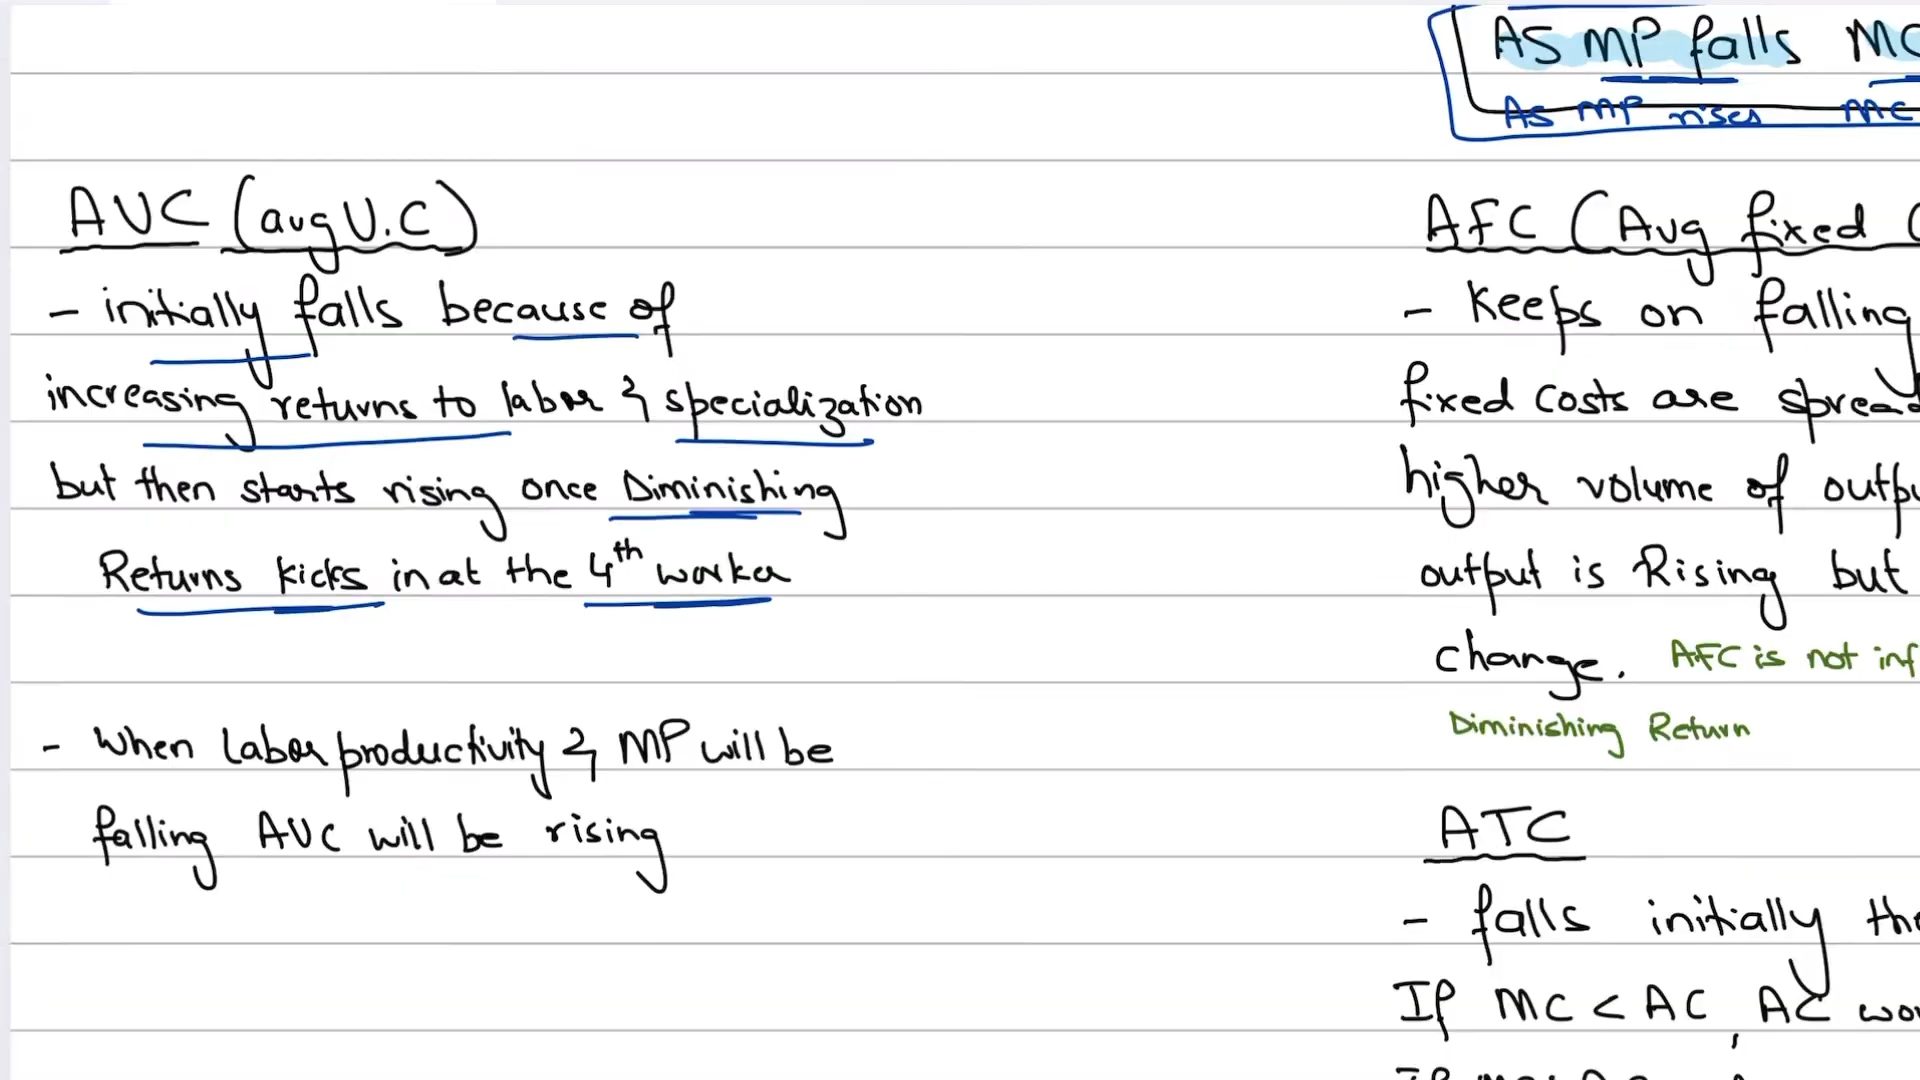 As MP falls MC
As MP rises MC
AVC (avg V.C)
- initially falls because of
increasing returns to labor & specialization
but then starts rising once Diminishing
Returns kicks in at the 4th worker
- When labor productivity & MP will be
falling AVC will be rising
AFC (Avg fixed
- Keeps on falling
fixed costs are spread
higher volume of outpu
output is Rising but
change. AFC is not inf
Diminishing Return
ATC
- falls initially the
If MC < AC, AC wo